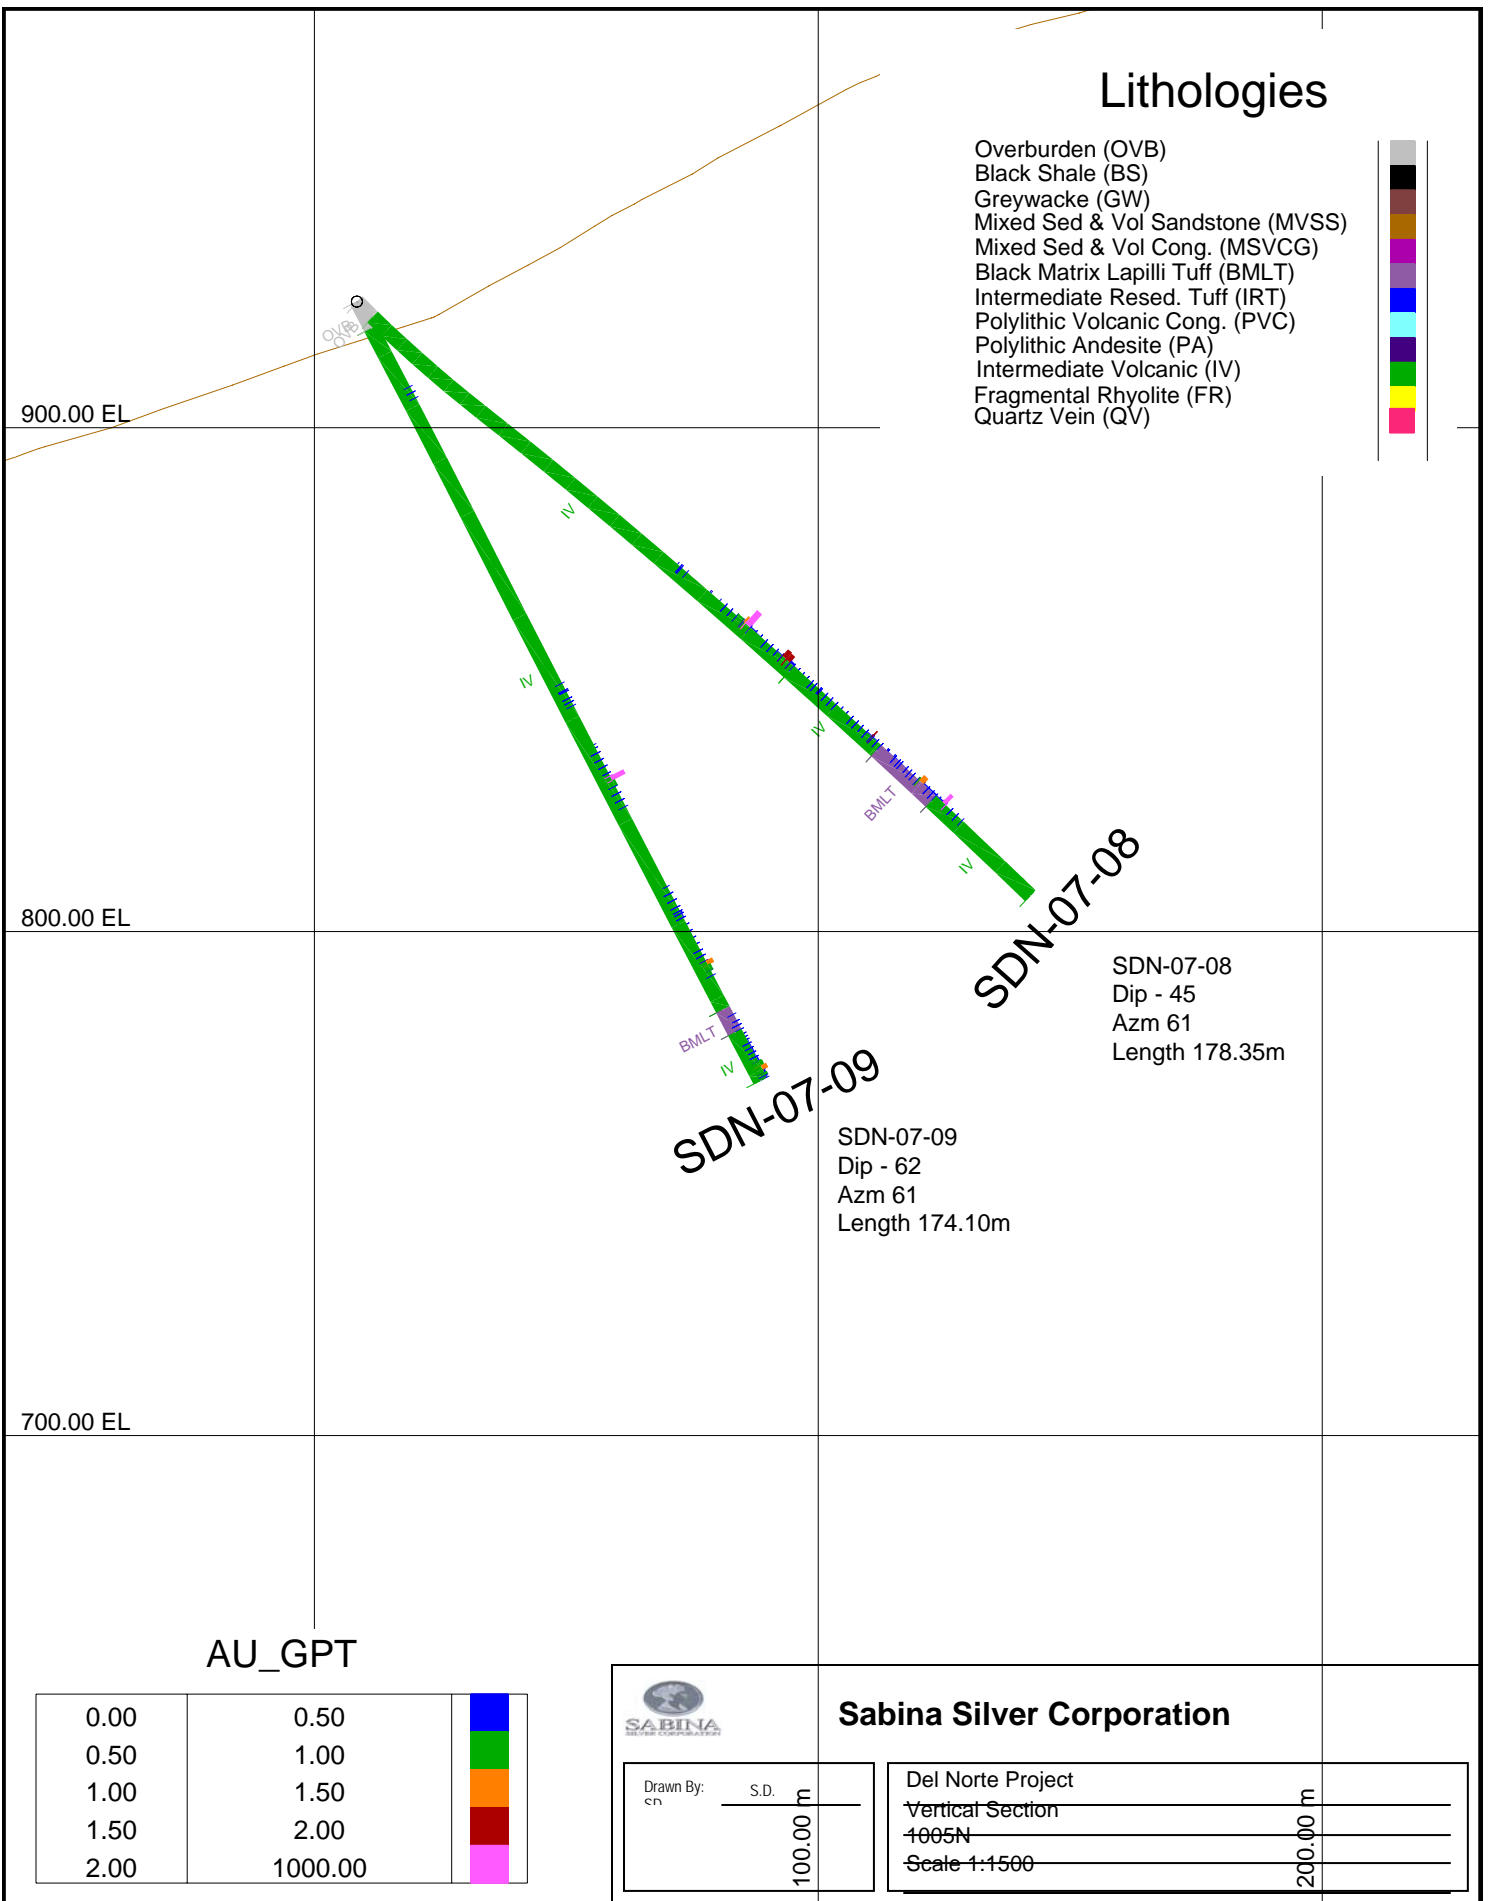 Lithologies
Overburden (OVB)
Black Shale (BS)
Greywacke (GW)
Mixed Sed & Vol Sandstone (MVSS)
Mixed Sed & Vol Cong. (MSVCG)
Black Matrix Lapilli Tuff (BMLT)
Intermediate Resed. Tuff (IRT)
Polylithic Volcanic Cong. (PVC)
Polylithic Andesite (PA)
Intermediate Volcanic (IV)
Fragmental Rhyolite (FR)
Quartz Vein (QV)
OVB
OVB
900.00 EL
IV
IV
IV
BMLT
IV
SDN-07-08
800.00 EL
SDN-07-08
Dip - 45
Azm 61
Length 178.35m
BMLT
IV
SDN-07-09
SDN-07-09
Dip - 62
Azm 61
Length 174.10m
700.00 EL
AU_GPT
0.00 0.50
0.50 1.00
1.00 1.50
1.50 2.00
2.00 1000.00
SABINA
SILVER CORPORATION
Sabina Silver Corporation
Drawn By: S.D.
SD
100.00 m
Del Norte Project
Vertical Section
1005N
Scale 1:1500
200.00 m